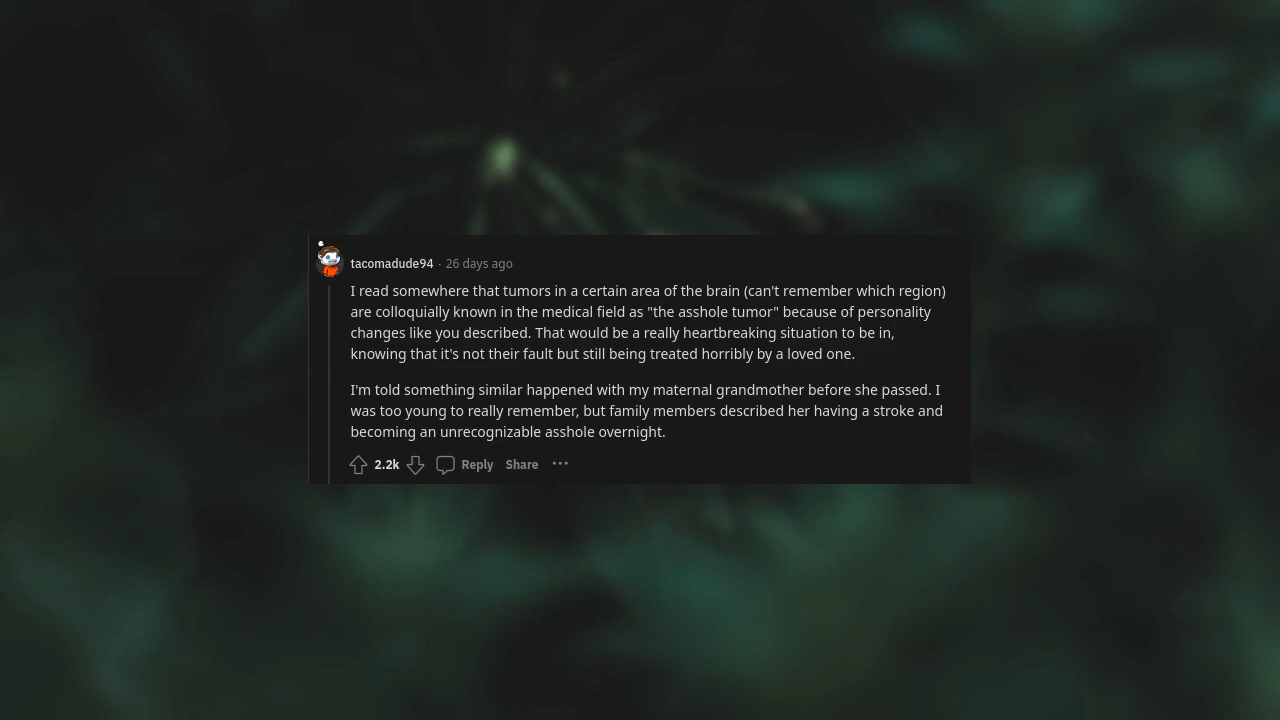 tacomadude94 · 26 days ago
I read somewhere that tumors in a certain area of the brain (can't remember which region)
are colloquially known in the medical field as "the asshole tumor" because of personality
changes like you described. That would be a really heartbreaking situation to be in,
knowing that it's not their fault but still being treated horribly by a loved one.
I'm told something similar happened with my maternal grandmother before she passed. I
was too young to really remember, but family members described her having a stroke and
becoming an unrecognizable asshole overnight.
2.2k Reply Share ···